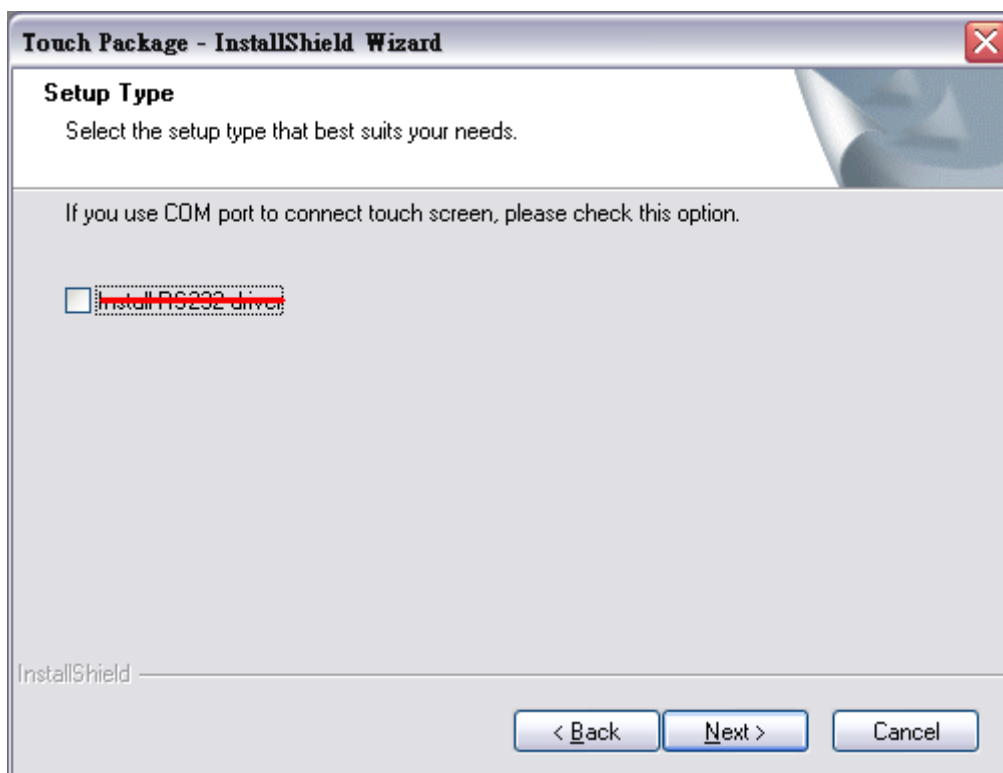 Touch Package - InstallShield Wizard
Setup Type
Select the setup type that best suits your needs.
If you use COM port to connect touch screen, please check this option.
Install RS232 driver
InstallShield
< Back
Next >
Cancel